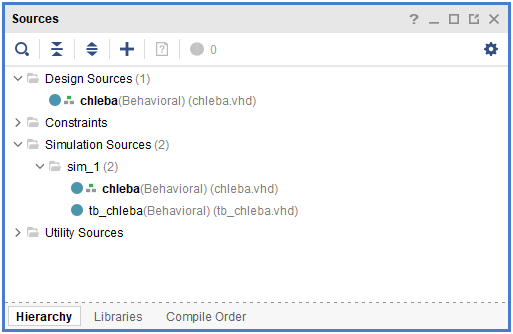 Sources
0
Design Sources (1)
chleba(Behavioral) (chleba.vhd)
Constraints
Simulation Sources (2)
sim_1 (2)
chleba(Behavioral) (chleba.vhd)
tb_chleba(Behavioral) (tb_chleba.vhd)
Utility Sources
Hierarchy Libraries Compile Order